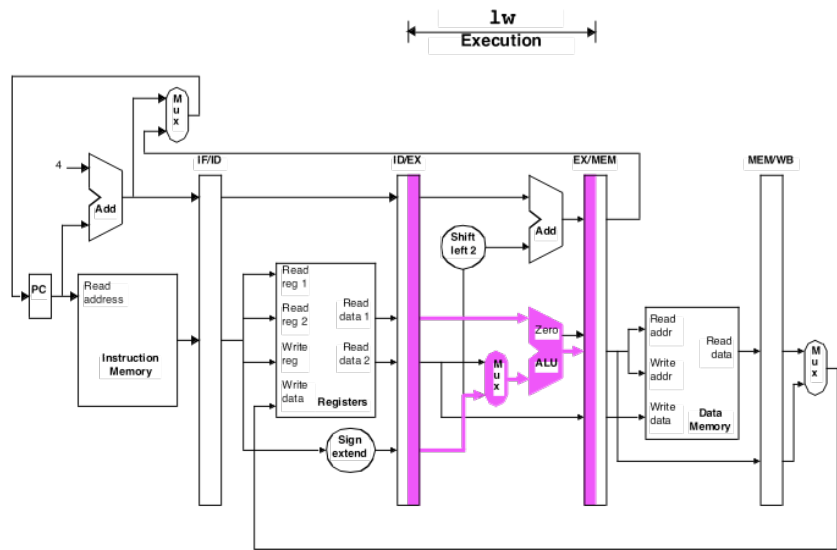 lw
Execution
M
u
x
IF/ID
ID/EX
EX/MEM
MEM/WB
4
Add
Add
Shift
left 2
PC
Read
address
Instruction
Memory
Read
reg 1
Read
reg 2
Write
reg
Write
data
Read
data 1
Read
data 2
Registers
Sign
extend
M
u
x
Zero
ALU
Read
addr
Write
addr
Write
data
Read
data
Data
Memory
M
u
x